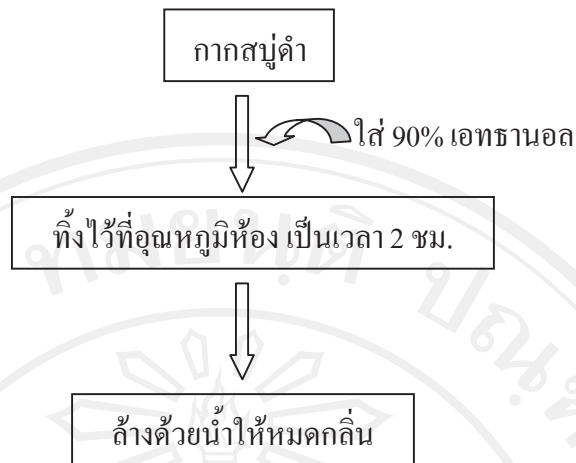 กากสบู่ดำ
ใส่ 90% เอทธานอล
ทิ้งไว้ที่อุณหภูมิห้อง เป็นเวลา 2 ชม.
ล้างด้วยน้ำให้หมดกลิ่น